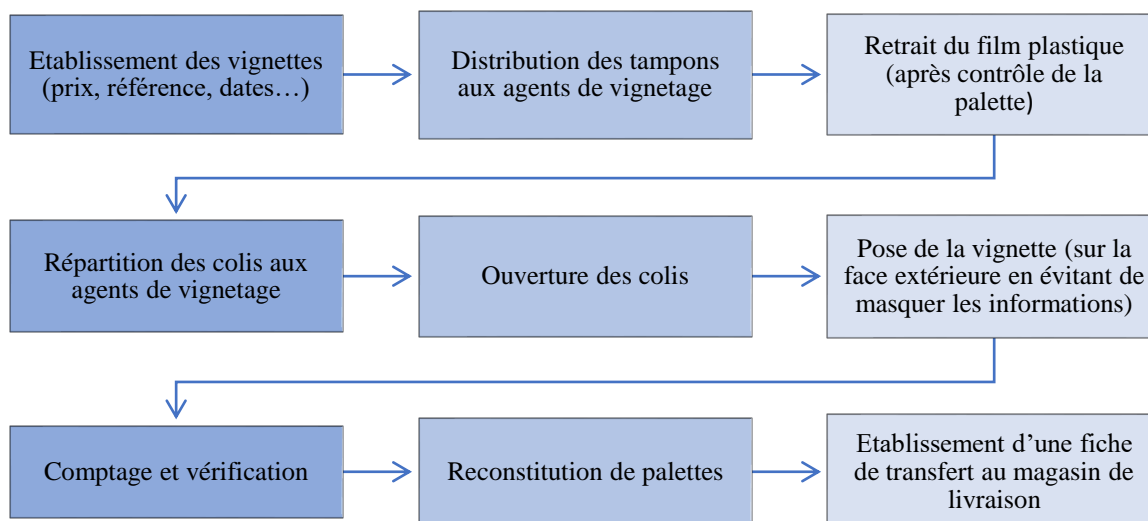 Etablissement des vignettes
(prix, référence, dates…)
Distribution des tampons
aux agents de vignetage
Retrait du film plastique
(après contrôle de la
palette)
Répartition des colis aux
agents de vignetage
Ouverture des colis
Pose de la vignette (sur la
face extérieure en évitant de
masquer les informations)
Comptage et vérification
Reconstitution de palettes
Etablissement d’une fiche
de transfert au magasin de
livraison